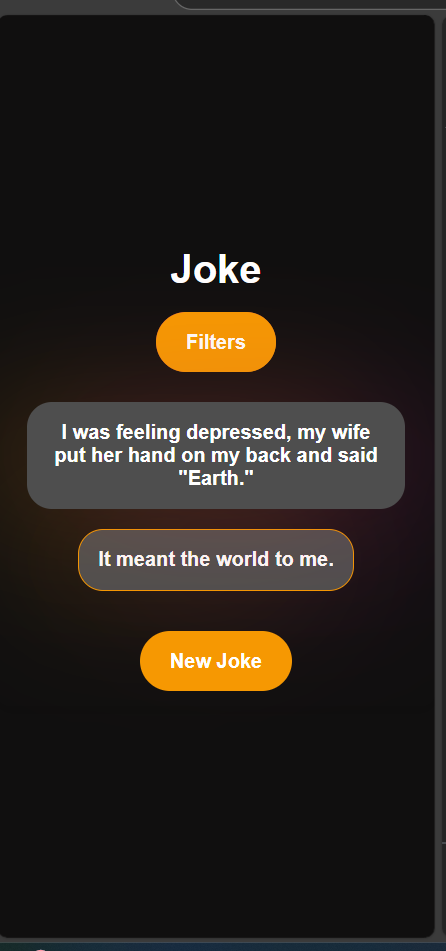 Joke
Filters
I was feeling depressed, my wife
put her hand on my back and said
"Earth."
It meant the world to me.
New Joke